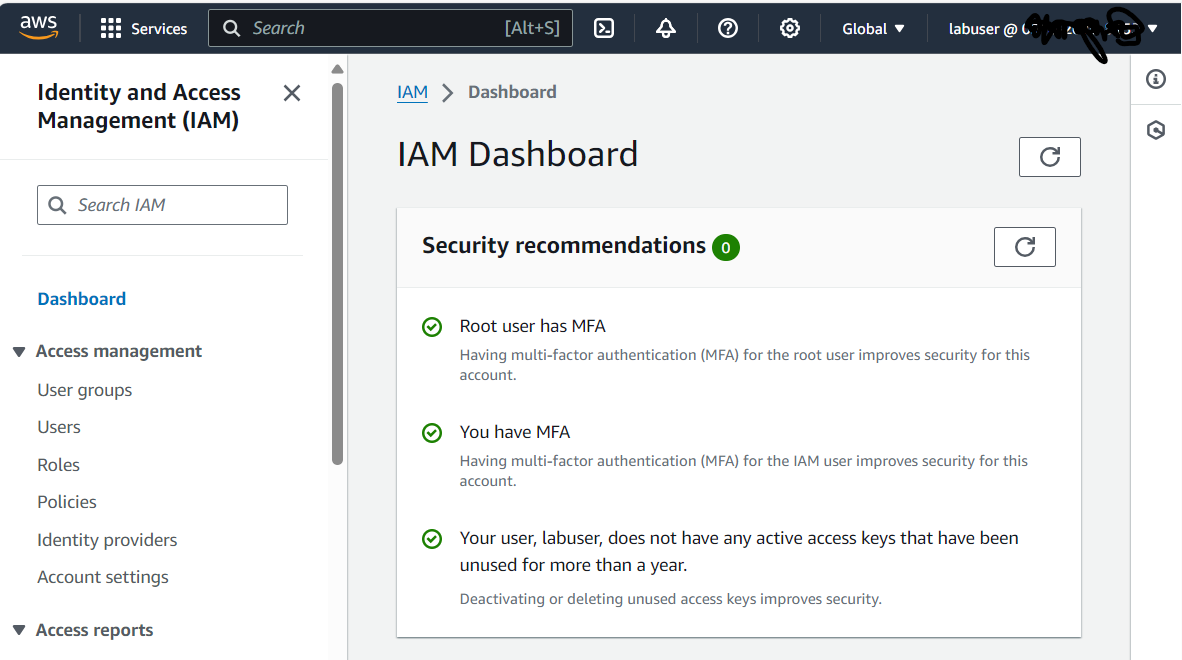 aws
Services
Search
[Alt+S]
Global
labuser @
Identity and Access
Management (IAM)
Search IAM
Dashboard
Access management
User groups
Users
Roles
Policies
Identity providers
Account settings
Access reports
IAM
Dashboard
IAM Dashboard
Security recommendations 0
Root user has MFA
Having multi-factor authentication (MFA) for the root user improves security for this
account.
You have MFA
Having multi-factor authentication (MFA) for the IAM user improves security for this
account.
Your user, labuser, does not have any active access keys that have been
unused for more than a year.
Deactivating or deleting unused access keys improves security.